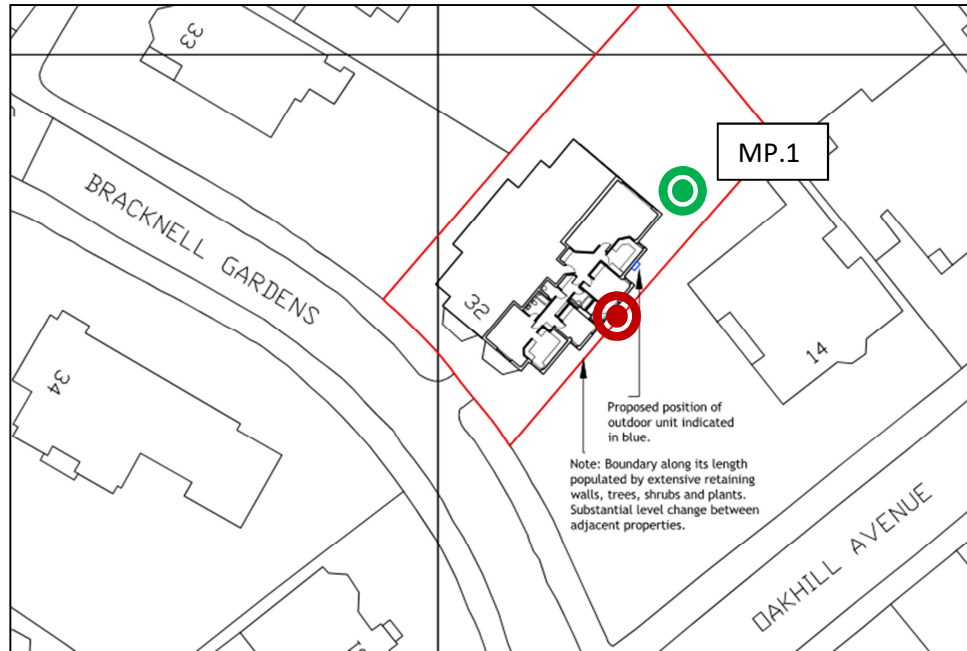 33
MP.1
BRACKNELL GARDENS
32
34
14
Proposed position of
outdoor unit indicated
in blue.
Note: Boundary along its length
populated by extensive retaining
walls, trees, shrubs and plants.
Substantial level change between
adjacent properties.
OAKHILL AVENUE